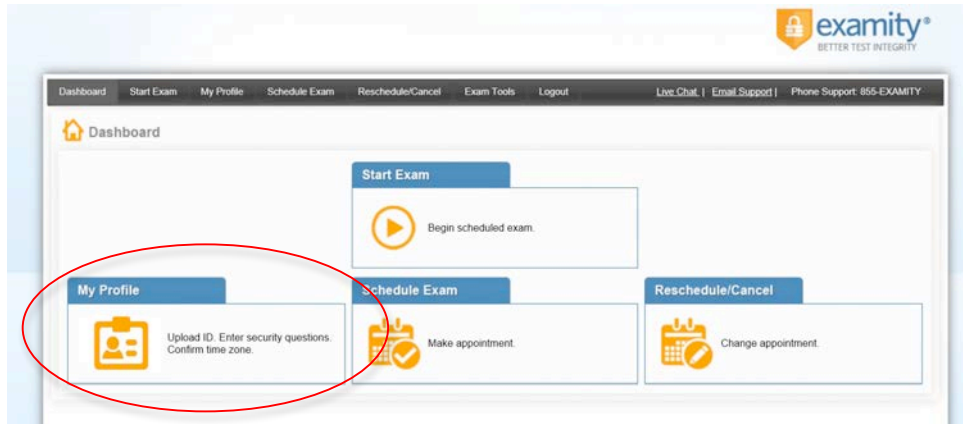 examity®
BETTER TEST INTEGRITY
Dashboard Start Exam My Profile Schedule Exam Reschedule/Cancel Exam Tools Logout Live Chat | Email Support | Phone Support: 855-EXAMITY
Dashboard
Start Exam
Begin scheduled exam.
My Profile
Upload ID. Enter security questions.
Confirm time zone.
Schedule Exam
Make appointment.
Reschedule/Cancel
Change appointment.